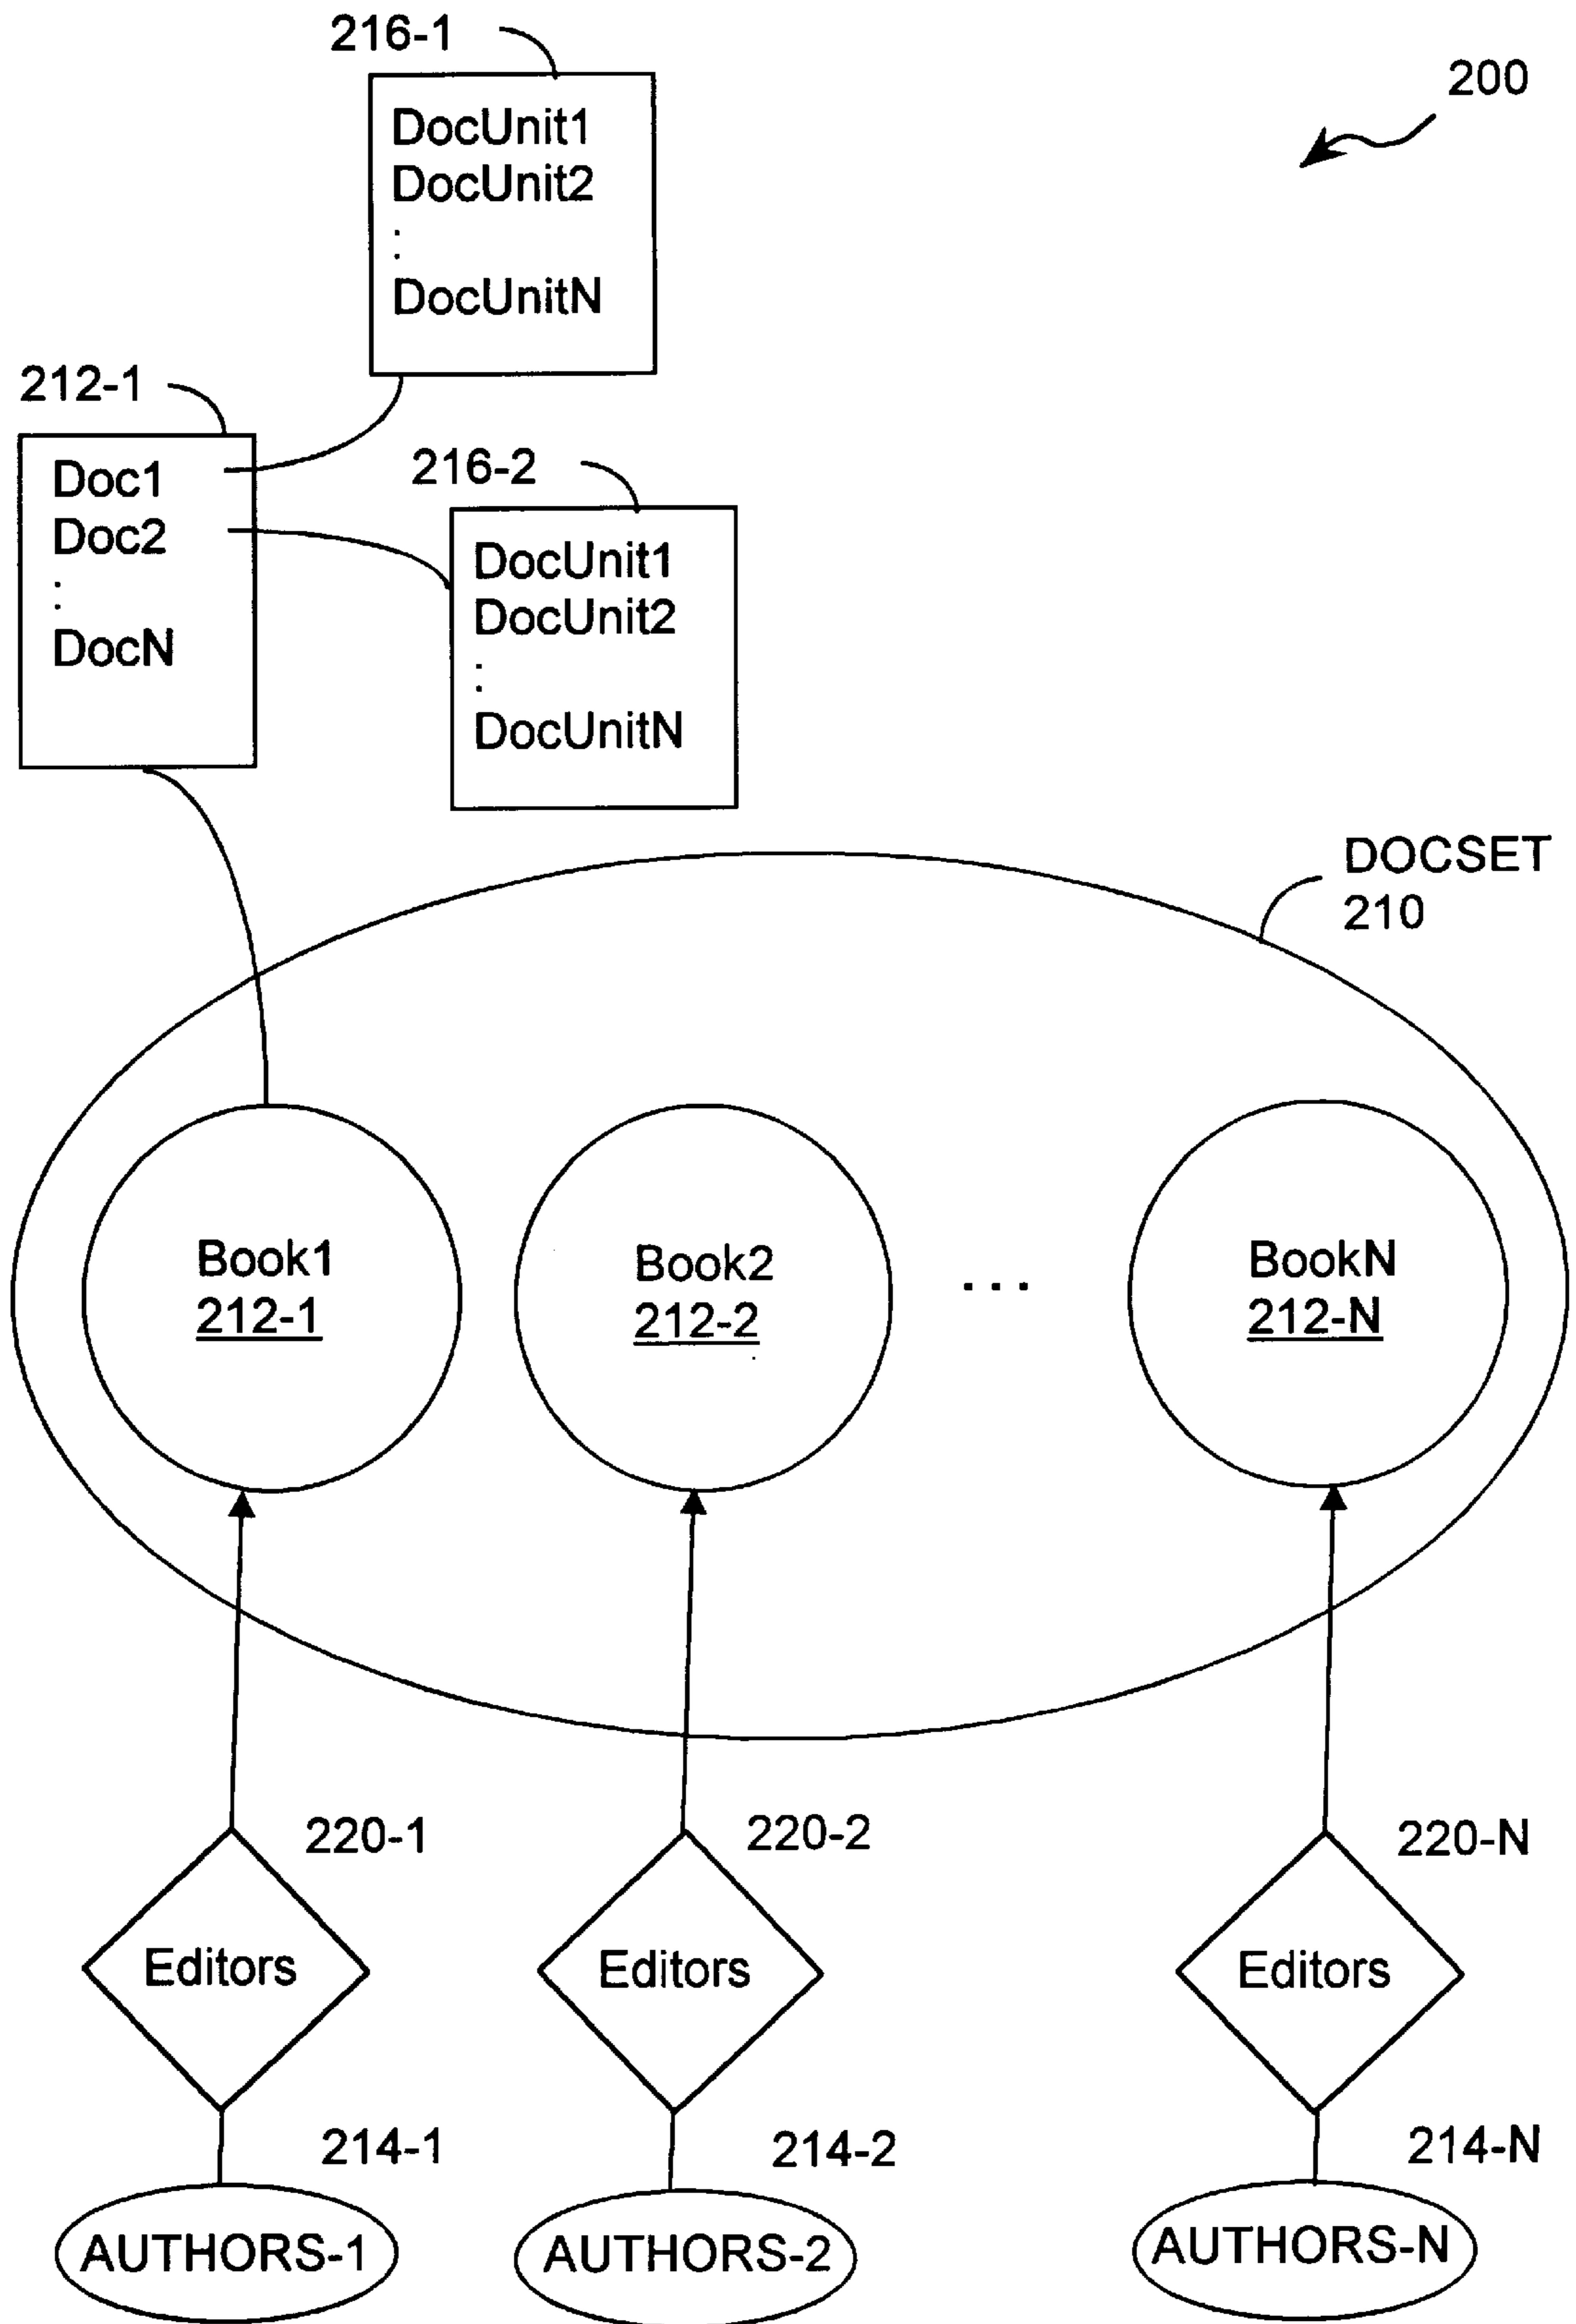 216-1
200
DocUnit1
DocUnit2
.
.
DocUnitN
212-1
Doc1
Doc2
.
.
DocN
216-2
DocUnit1
DocUnit2
.
.
DocUnitN
DOCSET
210
Book1
212-1
Book2
212-2
...
BookN
212-N
220-1
220-2
220-N
Editors
Editors
Editors
214-1
214-2
214-N
AUTHORS-1
AUTHORS-2
AUTHORS-N